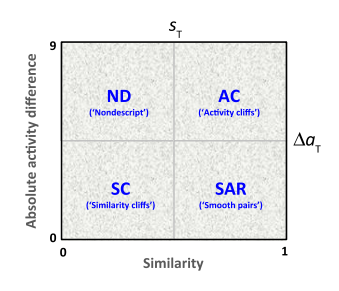 s_T
9
ND
('Nondescript')
AC
('Activity cliffs')
Δa_T
Absolute activity difference
SC
('Similarity cliffs')
SAR
('Smooth pairs')
0
0
1
Similarity